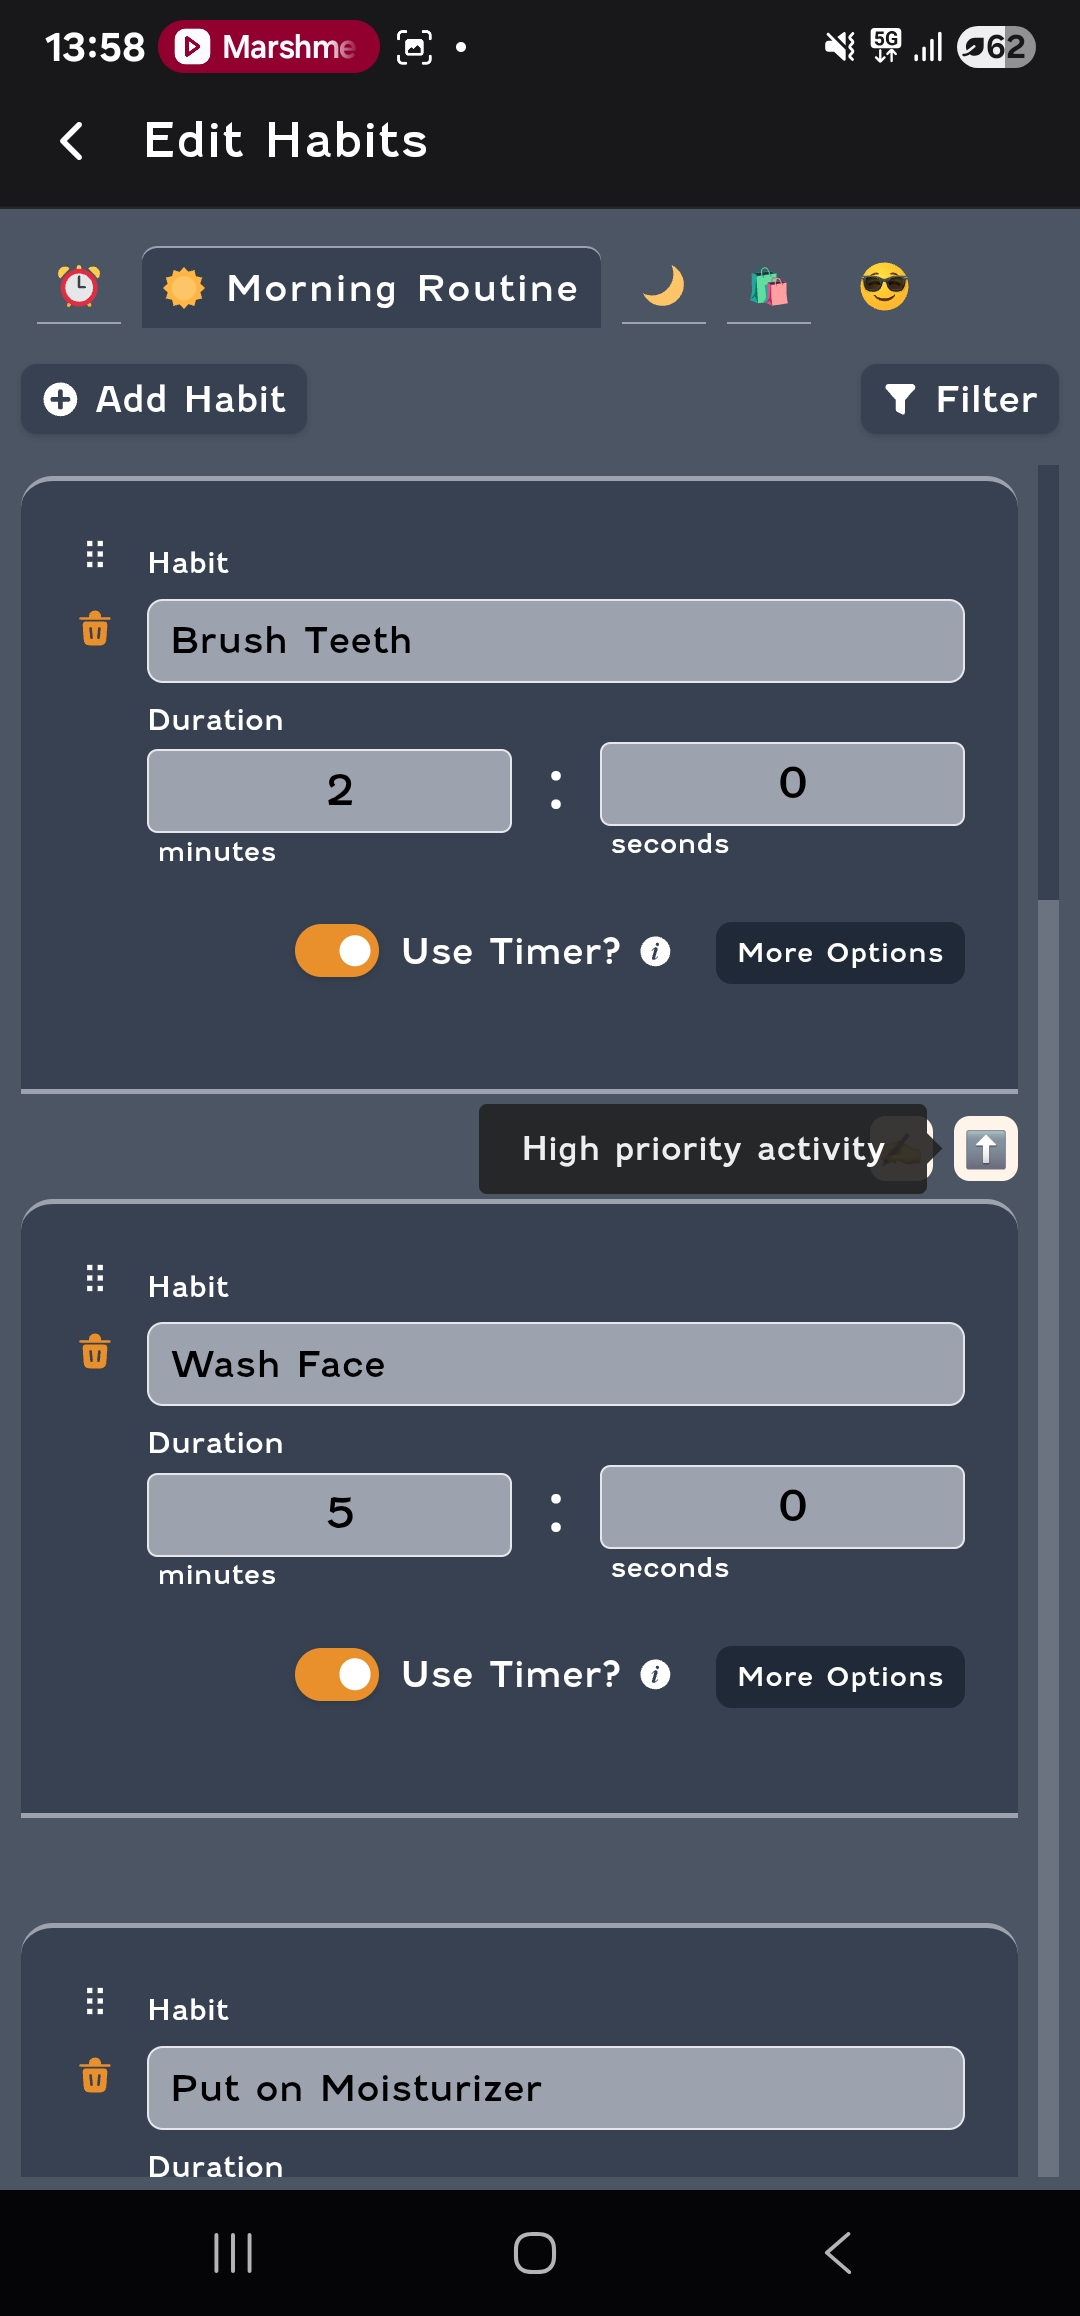 13:58 Marshme 5G 62
Edit Habits
Morning Routine
Add Habit Filter
Habit
Brush Teeth
Duration
2 : 0
minutes seconds
Use Timer? More Options
High priority activity
Habit
Wash Face
Duration
5 : 0
minutes seconds
Use Timer? More Options
Habit
Put on Moisturizer
Duration